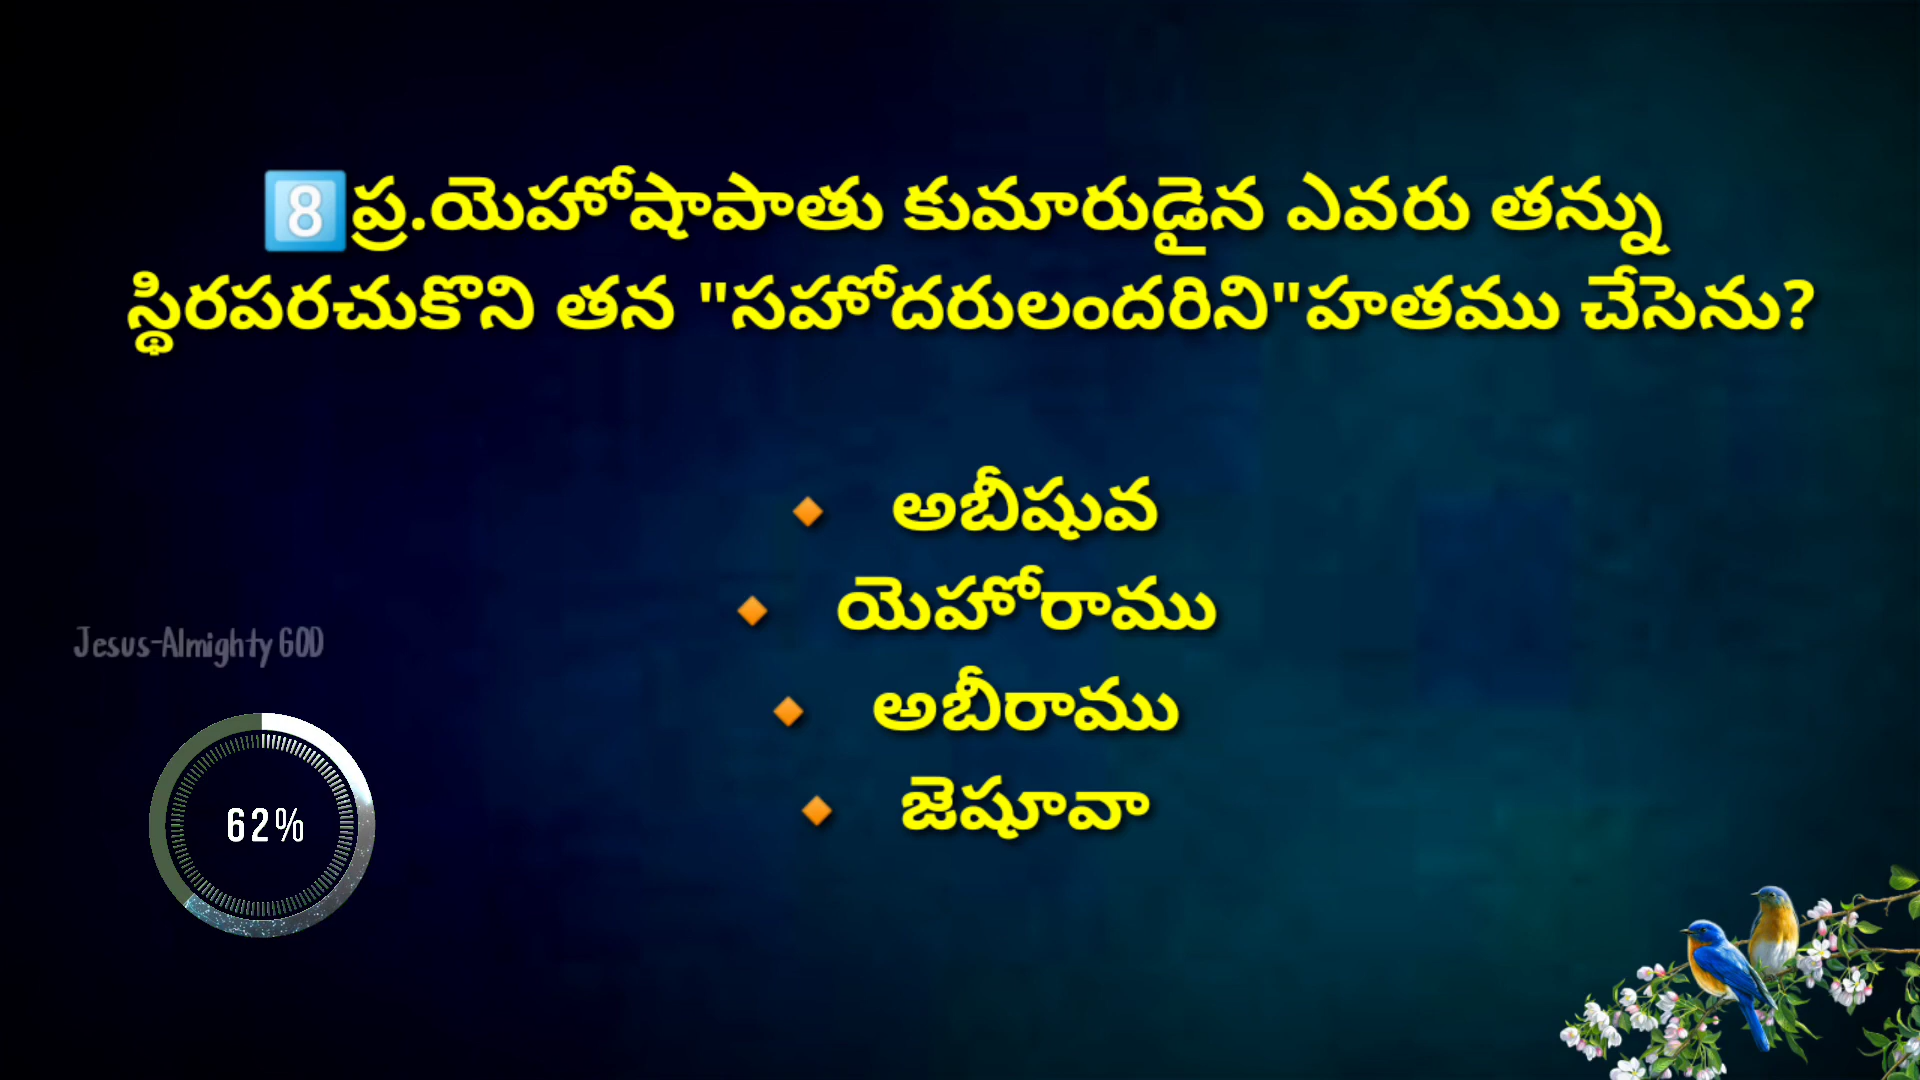 8️⃣ప్ర.యెహోషాపాతు కుమారుడైన ఎవరు తన్ను
స్థిరపరచుకొని తన "సహోదరులందరిని"హతము చేసెను?
🔸 అబీషువ
🔸 యెహోరాము
🔸 అబీరాము
🔸 జెషూవా
Jesus-Almighty GOD
62%